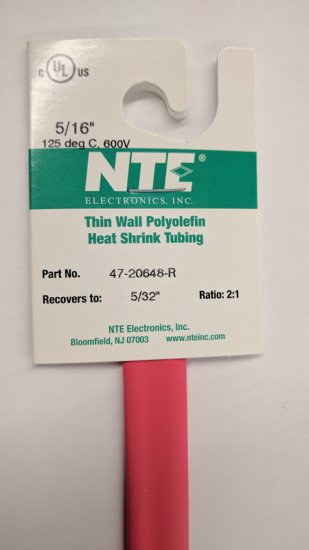 c UL US
5/16"
125 deg C, 600V
NTE®
ELECTRONICS, INC.
Thin Wall Polyolefin
Heat Shrink Tubing
Part No. 47-20648-R
Recovers to: 5/32" Ratio: 2:1
NTE Electronics, Inc.
Bloomfield, NJ 07003 www.nteinc.com